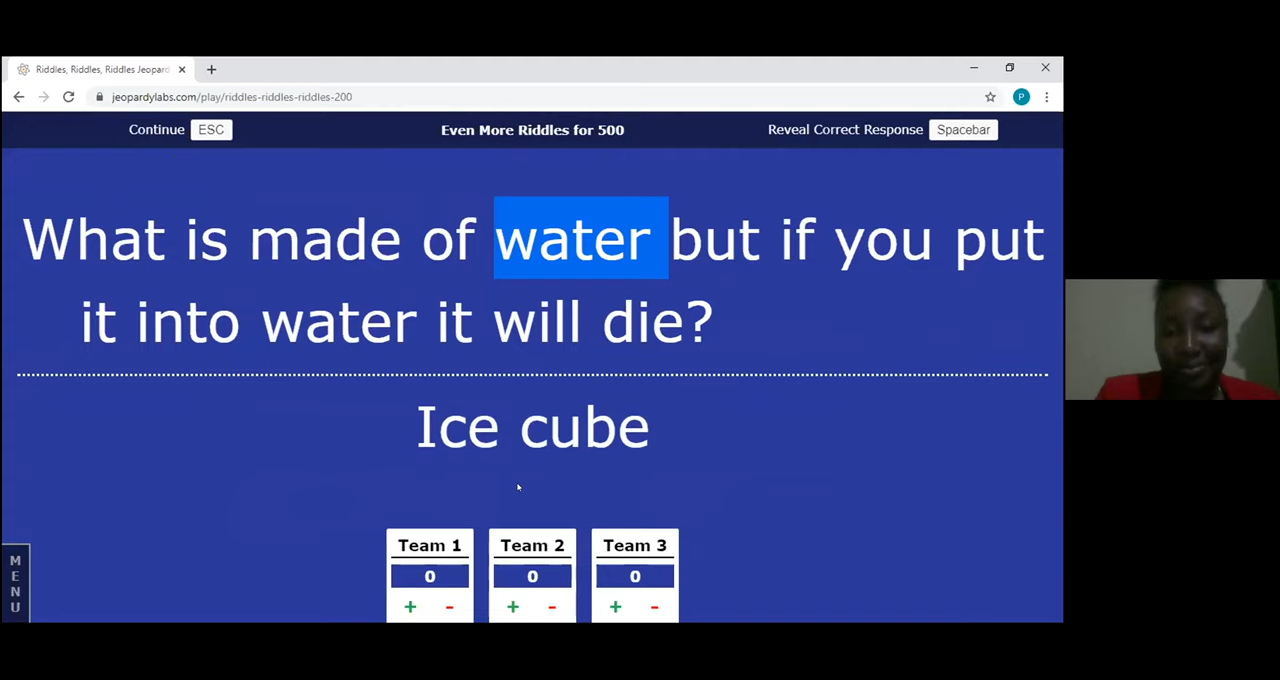 Riddles, Riddles, Riddles Jeopard
jeopardylabs.com/play/riddles-riddles-riddles-200
P
Continue ESC
Even More Riddles for 500
Reveal Correct Response Spacebar
What is made of water but if you put
it into water it will die?
Ice cube
Team 1 Team 2 Team 3
0 0 0
+ - + - + -
MENU